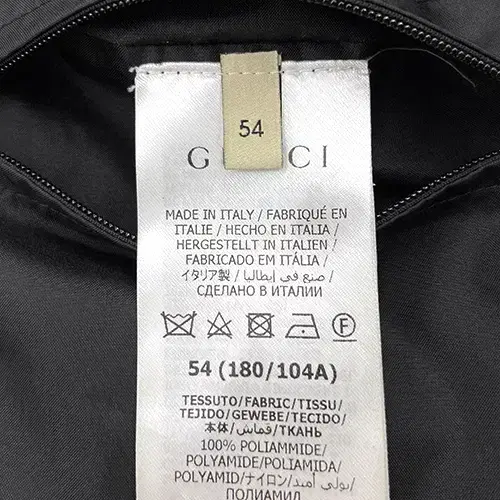 54
GUCCI
MADE IN ITALY / FABRIQUÉ EN
ITALIE / HECHO EN ITALIA /
HERGESTELLT IN ITALIEN /
FABRICADO EM ITÁLIA /
イタリア製 / صنع في إيطاليا /
СДЕЛАНО В ИТАЛИИ
F
54 (180/104A)
TESSUTO/FABRIC/TISSU/
TEJIDO/GEWEBE/TECIDO/
本体/قماش/ТКАНЬ
100% POLIAMMIDE/
POLYAMIDE/POLIAMIDA/
POLYAMID/ナイロン/بولي أميد/
ПОЛИАМИД